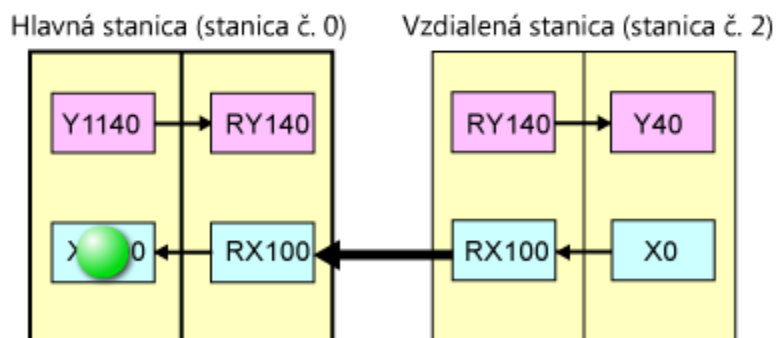 Hlavná stanica (stanica č. 0) Vzdialená stanica (stanica č. 2)
Y1140 RY140 RY140 Y40
RX100 RX100 X0